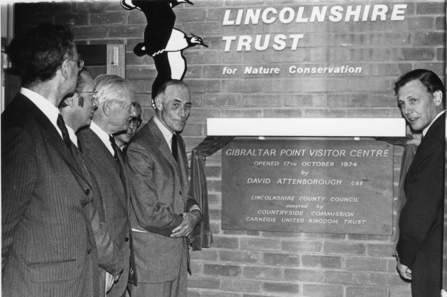 LINCOLNSHIRE
TRUST
for Nature Conservation
GIBRALTAR POINT VISITOR CENTRE
OPENED 17TH OCTOBER 1974
by
DAVID ATTENBOROUGH CBE
LINCOLNSHIRE COUNTY COUNCIL
assisted by
COUNTRYSIDE COMMISSION
CARNEGIE UNITED KINGDOM TRUST